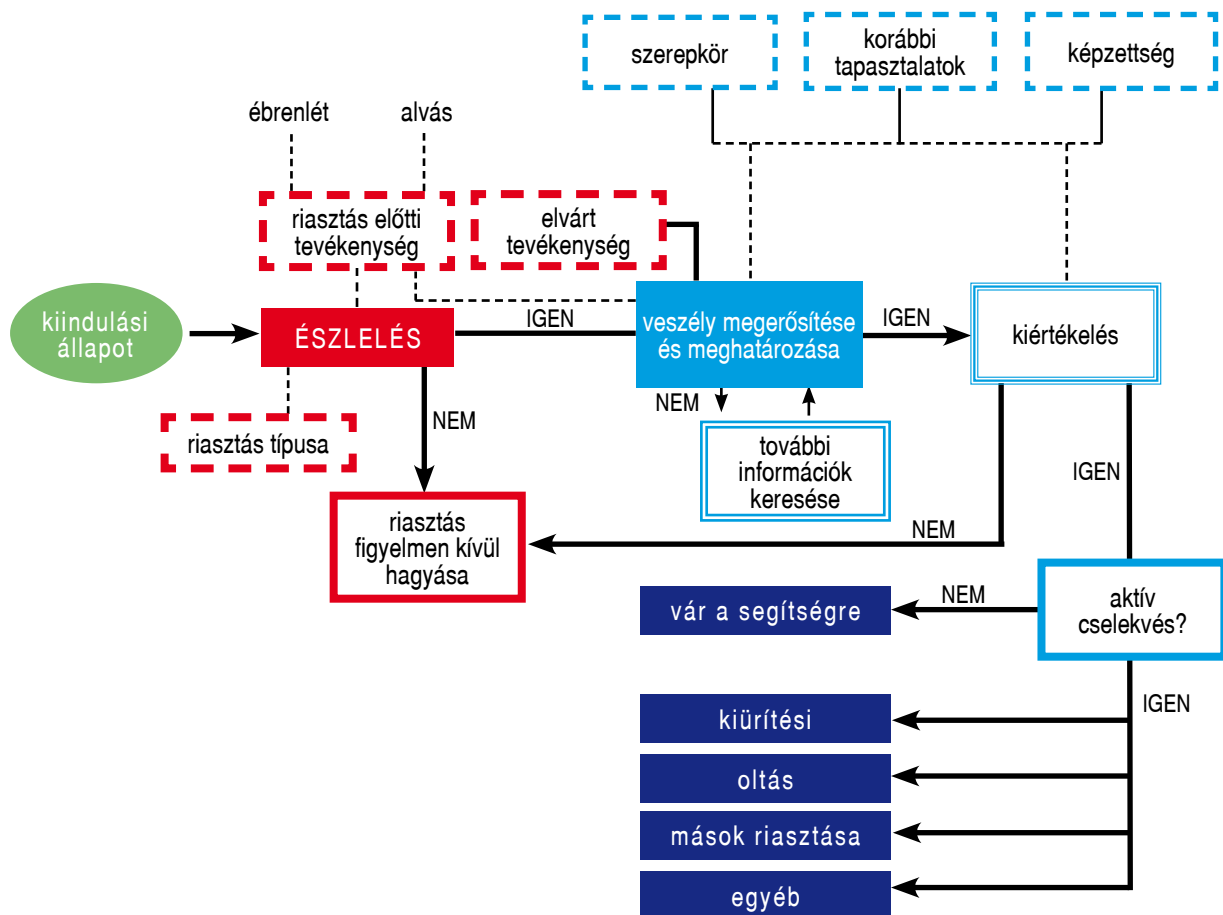 szerepkör
korábbi
tapasztalatok
képzettség
ébrenlét
alvás
riasztás előtti
tevékenység
elvárt
tevékenység
kiindulási
állapot
ÉSZLELÉS
IGEN
veszély megerősítése
és meghatározása
IGEN
kiértékelés
NEM
NEM
riasztás típusa
további
információk
keresése
IGEN
riasztás
figyelmen kívül
hagyása
NEM
vár a segítségre
NEM
aktív
cselekvés?
IGEN
kiürítési
oltás
mások riasztása
egyéb